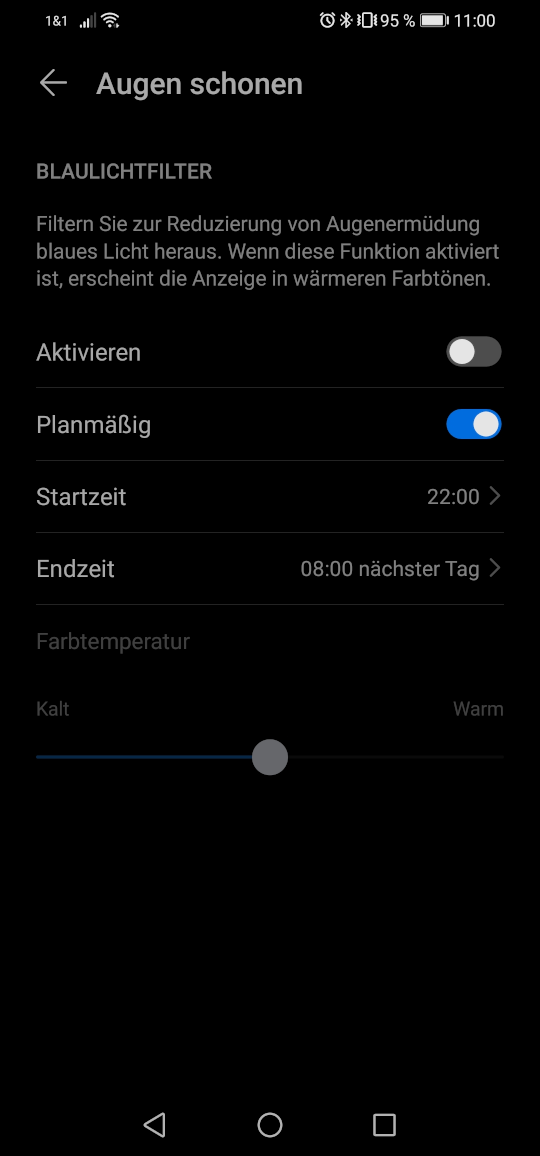 1&1 95 % 11:00
Augen schonen
BLAULICHTFILTER
Filtern Sie zur Reduzierung von Augenermüdung
blaues Licht heraus. Wenn diese Funktion aktiviert
ist, erscheint die Anzeige in wärmeren Farbtönen.
Aktivieren
Planmäßig
Startzeit 22:00
Endzeit 08:00 nächster Tag
Farbtemperatur
Kalt Warm